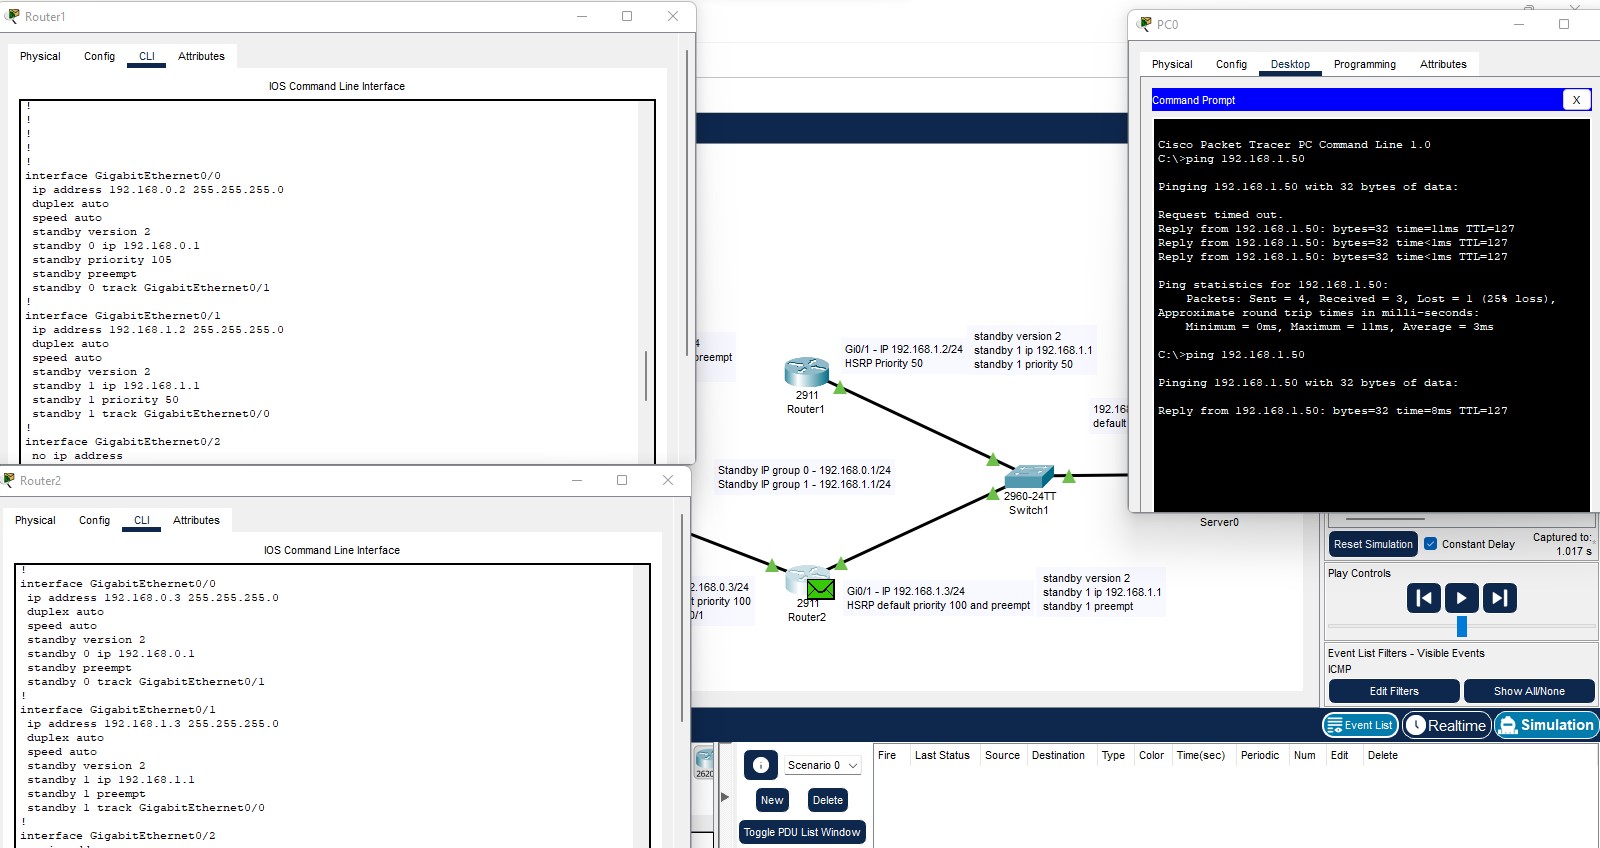 Router1
Physical Config CLI Attributes
IOS Command Line Interface
!
!
!
!
!
interface GigabitEthernet0/0
ip address 192.168.0.2 255.255.255.0
duplex auto
speed auto
standby version 2
standby 0 ip 192.168.0.1
standby priority 105
standby preempt
standby 0 track GigabitEthernet0/1
!
interface GigabitEthernet0/1
ip address 192.168.1.2 255.255.255.0
duplex auto
speed auto
standby version 2
standby 1 ip 192.168.1.1
standby 1 priority 50
standby 1 track GigabitEthernet0/0
!
interface GigabitEthernet0/2
no ip address
Router2
Physical Config CLI Attributes
IOS Command Line Interface
!
interface GigabitEthernet0/0
ip address 192.168.0.3 255.255.255.0
duplex auto
speed auto
standby version 2
standby 0 ip 192.168.0.1
standby preempt
standby 0 track GigabitEthernet0/1
!
interface GigabitEthernet0/1
ip address 192.168.1.3 255.255.255.0
duplex auto
speed auto
standby version 2
standby 1 ip 192.168.1.1
standby 1 preempt
standby 1 track GigabitEthernet0/0
!
interface GigabitEthernet0/2
4
preempt
2911
Router1
Gi0/1 - IP 192.168.1.2/24
HSRP Priority 50
standby version 2
standby 1 ip 192.168.1.1
standby 1 priority 50
192.168
default
Standby IP group 0 - 192.168.0.1/24
Standby IP group 1 - 192.168.1.1/24
2960-24TT
Switch1
Server0
2.168.0.3/24
t priority 100
0/1
2911
Router2
Gi0/1 - IP 192.168.1.3/24
HSRP default priority 100 and preempt
standby version 2
standby 1 ip 192.168.1.1
standby 1 preempt
PC0
Physical Config Desktop Programming Attributes
Command Prompt X
Cisco Packet Tracer PC Command Line 1.0
C:\>ping 192.168.1.50
Pinging 192.168.1.50 with 32 bytes of data:
Request timed out.
Reply from 192.168.1.50: bytes=32 time=11ms TTL=127
Reply from 192.168.1.50: bytes=32 time<1ms TTL=127
Reply from 192.168.1.50: bytes=32 time<1ms TTL=127
Ping statistics for 192.168.1.50:
Packets: Sent = 4, Received = 3, Lost = 1 (25% loss),
Approximate round trip times in milli-seconds:
Minimum = 0ms, Maximum = 11ms, Average = 3ms
C:\>ping 192.168.1.50
Pinging 192.168.1.50 with 32 bytes of data:
Reply from 192.168.1.50: bytes=32 time=8ms TTL=127
Reset Simulation Constant Delay Captured to:
1.017 s
Play Controls
Event List Filters - Visible Events
ICMP
Edit Filters Show All/None
Event List Realtime Simulation
2620
Scenario 0
New Delete
Toggle PDU List Window
Fire Last Status Source Destination Type Color Time(sec) Periodic Num Edit Delete